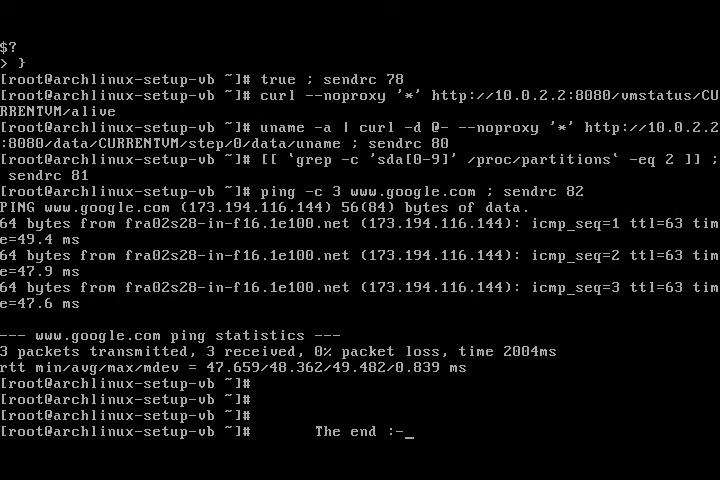 $?
> }
[root@archlinux-setup-vb ~]# true ; sendrc 78
[root@archlinux-setup-vb ~]# curl --noproxy '*' http://10.0.2.2:8080/vmstatus/CU
RRENTVM/alive
[root@archlinux-setup-vb ~]# uname -a | curl -d @- --noproxy '*' http://10.0.2.2
:8080/data/CURRENTVM/step/0/data/uname ; sendrc 80
[root@archlinux-setup-vb ~]# [[ `grep -c 'sda[0-9]' /proc/partitions` -eq 2 ]] ;
 sendrc 81
[root@archlinux-setup-vb ~]# ping -c 3 www.google.com ; sendrc 82
PING www.google.com (173.194.116.144) 56(84) bytes of data.
64 bytes from fra02s28-in-f16.1e100.net (173.194.116.144): icmp_seq=1 ttl=63 tim
e=49.4 ms
64 bytes from fra02s28-in-f16.1e100.net (173.194.116.144): icmp_seq=2 ttl=63 tim
e=47.9 ms
64 bytes from fra02s28-in-f16.1e100.net (173.194.116.144): icmp_seq=3 ttl=63 tim
e=47.6 ms
--- www.google.com ping statistics ---
3 packets transmitted, 3 received, 0% packet loss, time 2004ms
rtt min/avg/max/mdev = 47.659/48.362/49.482/0.839 ms
[root@archlinux-setup-vb ~]#
[root@archlinux-setup-vb ~]#
[root@archlinux-setup-vb ~]#
[root@archlinux-setup-vb ~]#        The end :-_